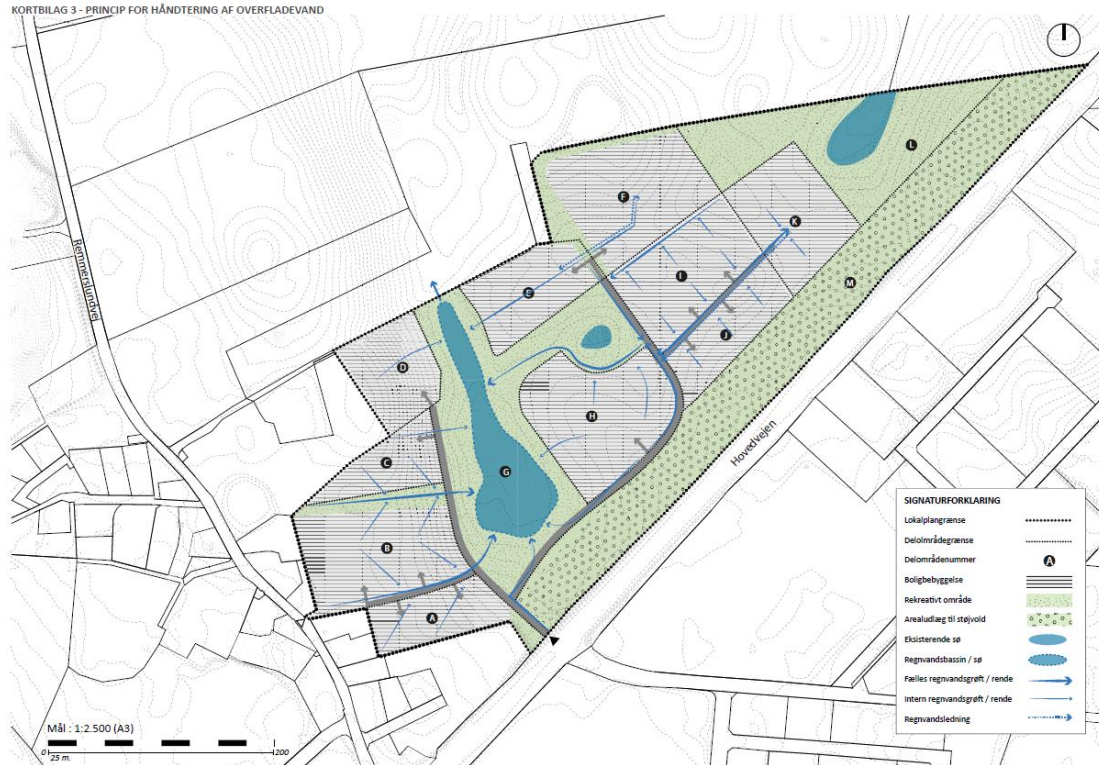 KORTBILAG 3 - PRINCIP FOR HÅNDTERING AF OVERFLADEVAND
L
F
K
Remmerslundvej
I
M
E
J
D
H
Hovedvejen
C
G
B
A
SIGNATURFORKLARING
Lokalplangrænse
Delområdegrænse
Delområdenummer A
Boligbebyggelse
Rekreativt område
Arealudlæg til støjvold
Eksisterende sø
Regnvandsbassin / sø
Fælles regnvandsgrøft / rende
Intern regnvandsgrøft / rende
Regnvandsledning
Mål : 1:2.500 (A3)
0 200
25 m.